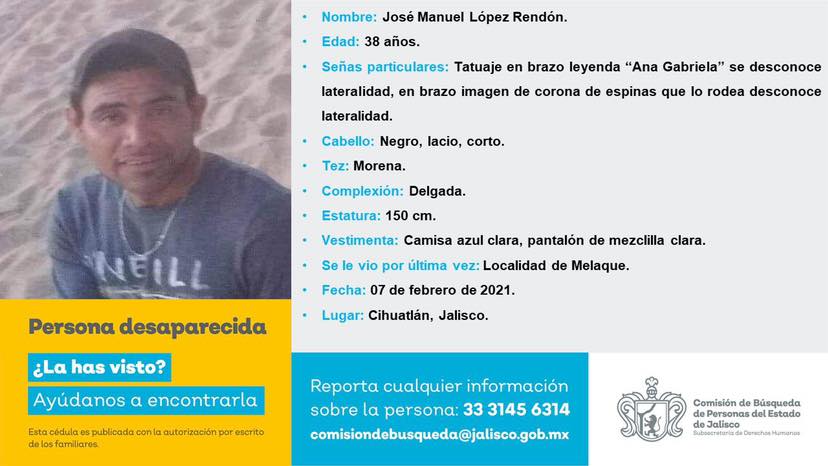 • Nombre: José Manuel López Rendón.
• Edad: 38 años.
• Señas particulares: Tatuaje en brazo leyenda “Ana Gabriela” se desconoce
lateralidad, en brazo imagen de corona de espinas que lo rodea desconoce
lateralidad.
• Cabello: Negro, lacio, corto.
• Tez: Morena.
• Complexión: Delgada.
• Estatura: 150 cm.
• Vestimenta: Camisa azul clara, pantalón de mezclilla clara.
• Se le vio por última vez: Localidad de Melaque.
• Fecha: 07 de febrero de 2021.
• Lugar: Cihuatlán, Jalisco.
O'NEILL
Persona desaparecida
¿La has visto?
Ayúdanos a encontrarla
Esta cédula es publicada con la autorización por escrito
de los familiares.
Reporta cualquier información
sobre la persona: 33 3145 6314
comisiondebusqueda@jalisco.gob.mx
Comisión de Búsqueda
de Personas del Estado
de Jalisco
Subsecretaría de Derechos Humanos